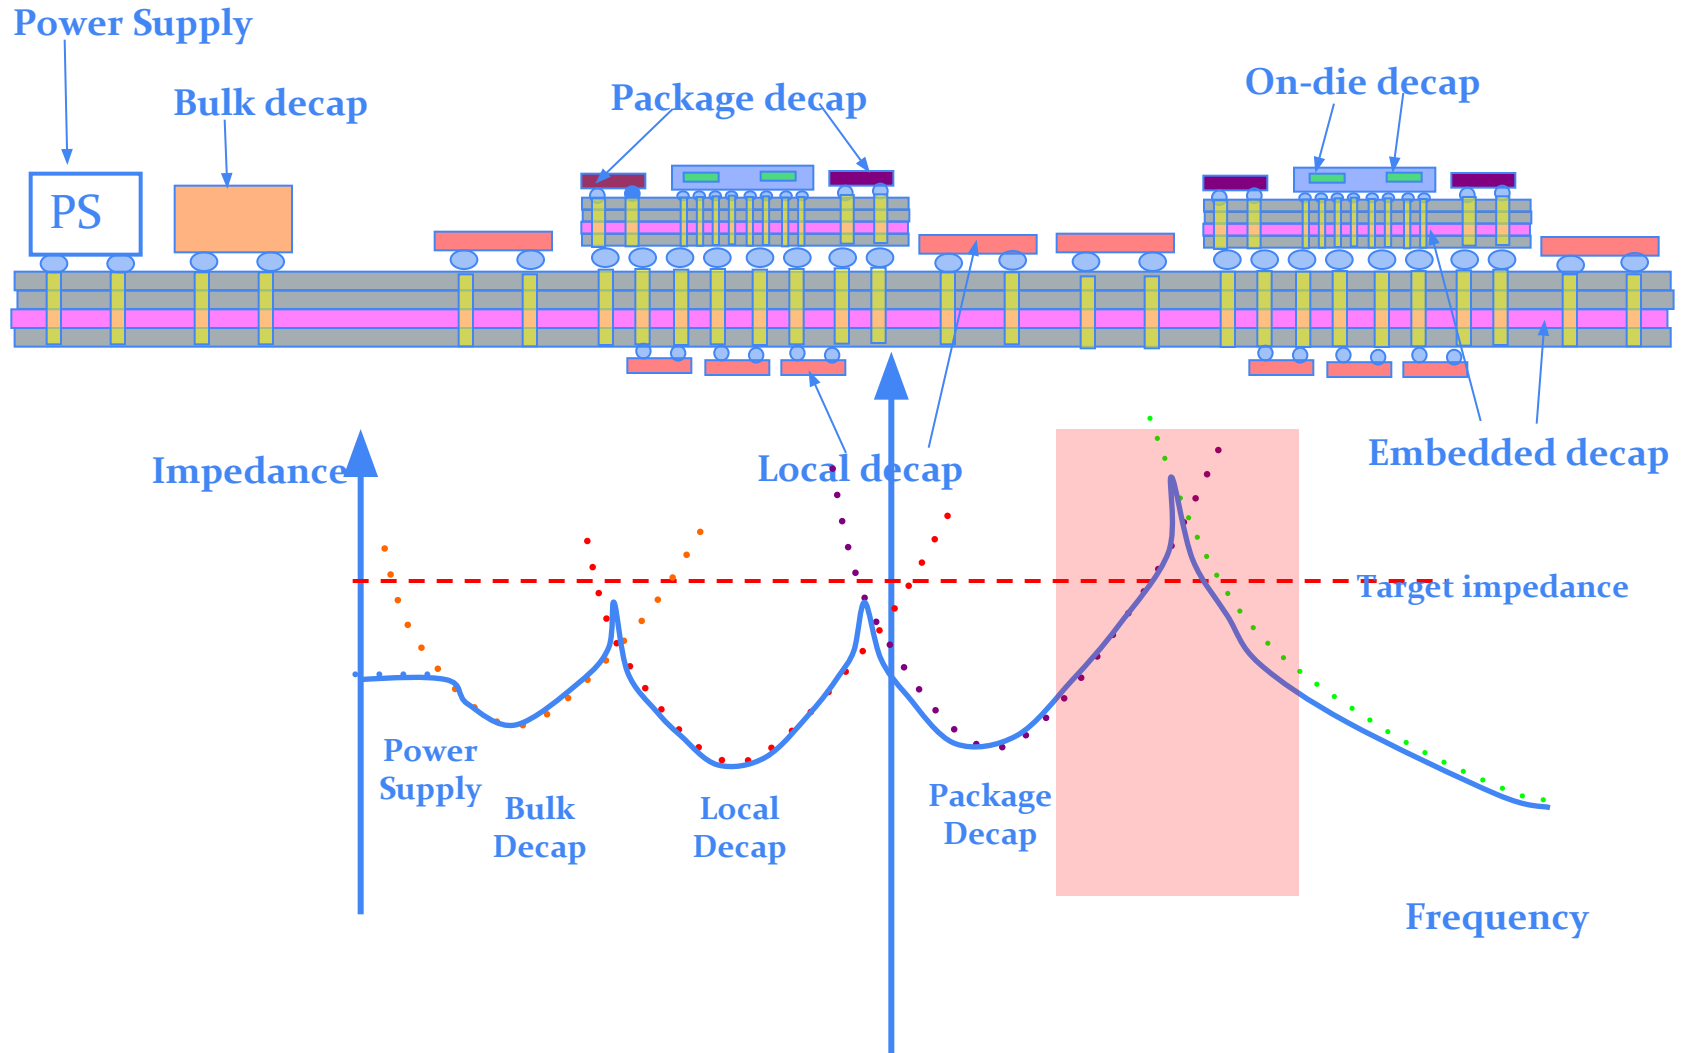 Power Supply
Bulk decap
Package decap
On-die decap
PS
Impedance
Local decap
Embedded decap
Target impedance
Power
Supply
Bulk
Decap
Local
Decap
Package
Decap
Frequency